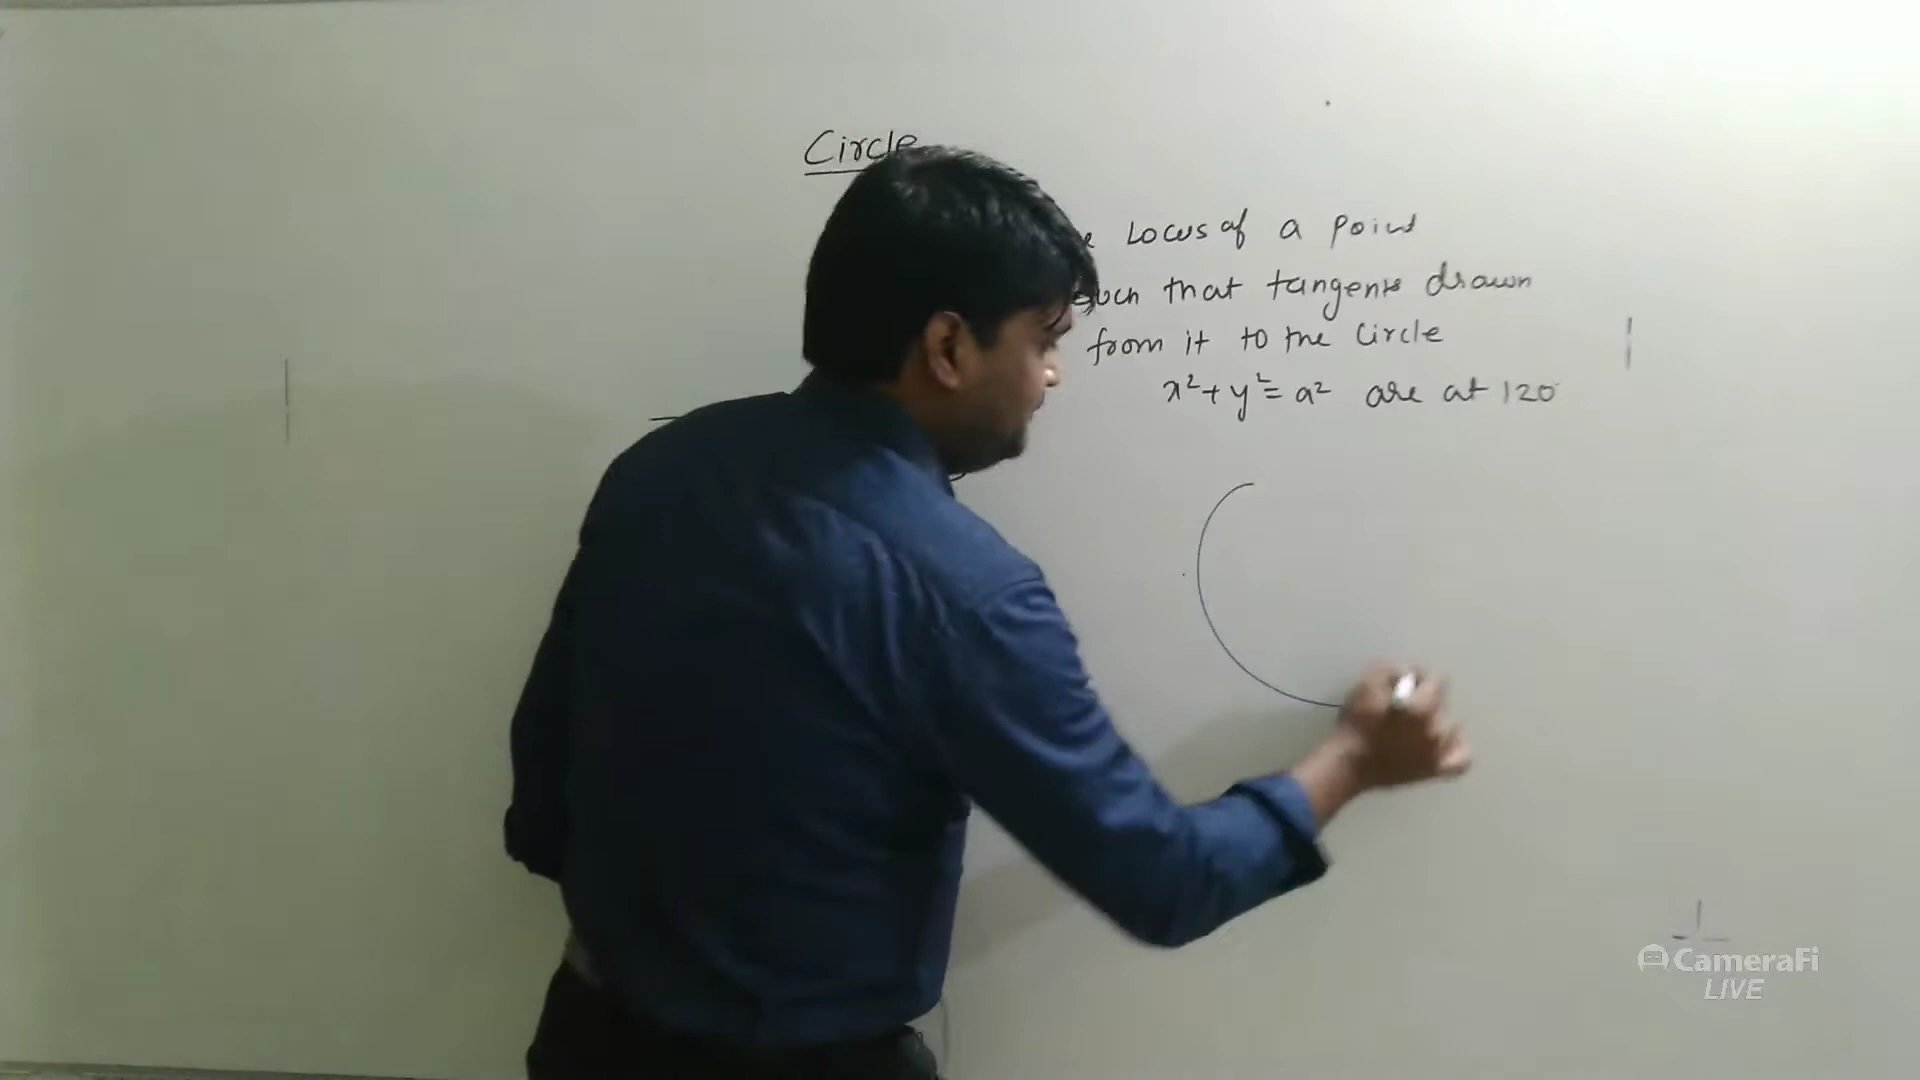 Circle
Locus of a Point
such that tangents drawn
from it to the Circle
x²+y²=a² are at 120
CameraFi
LIVE